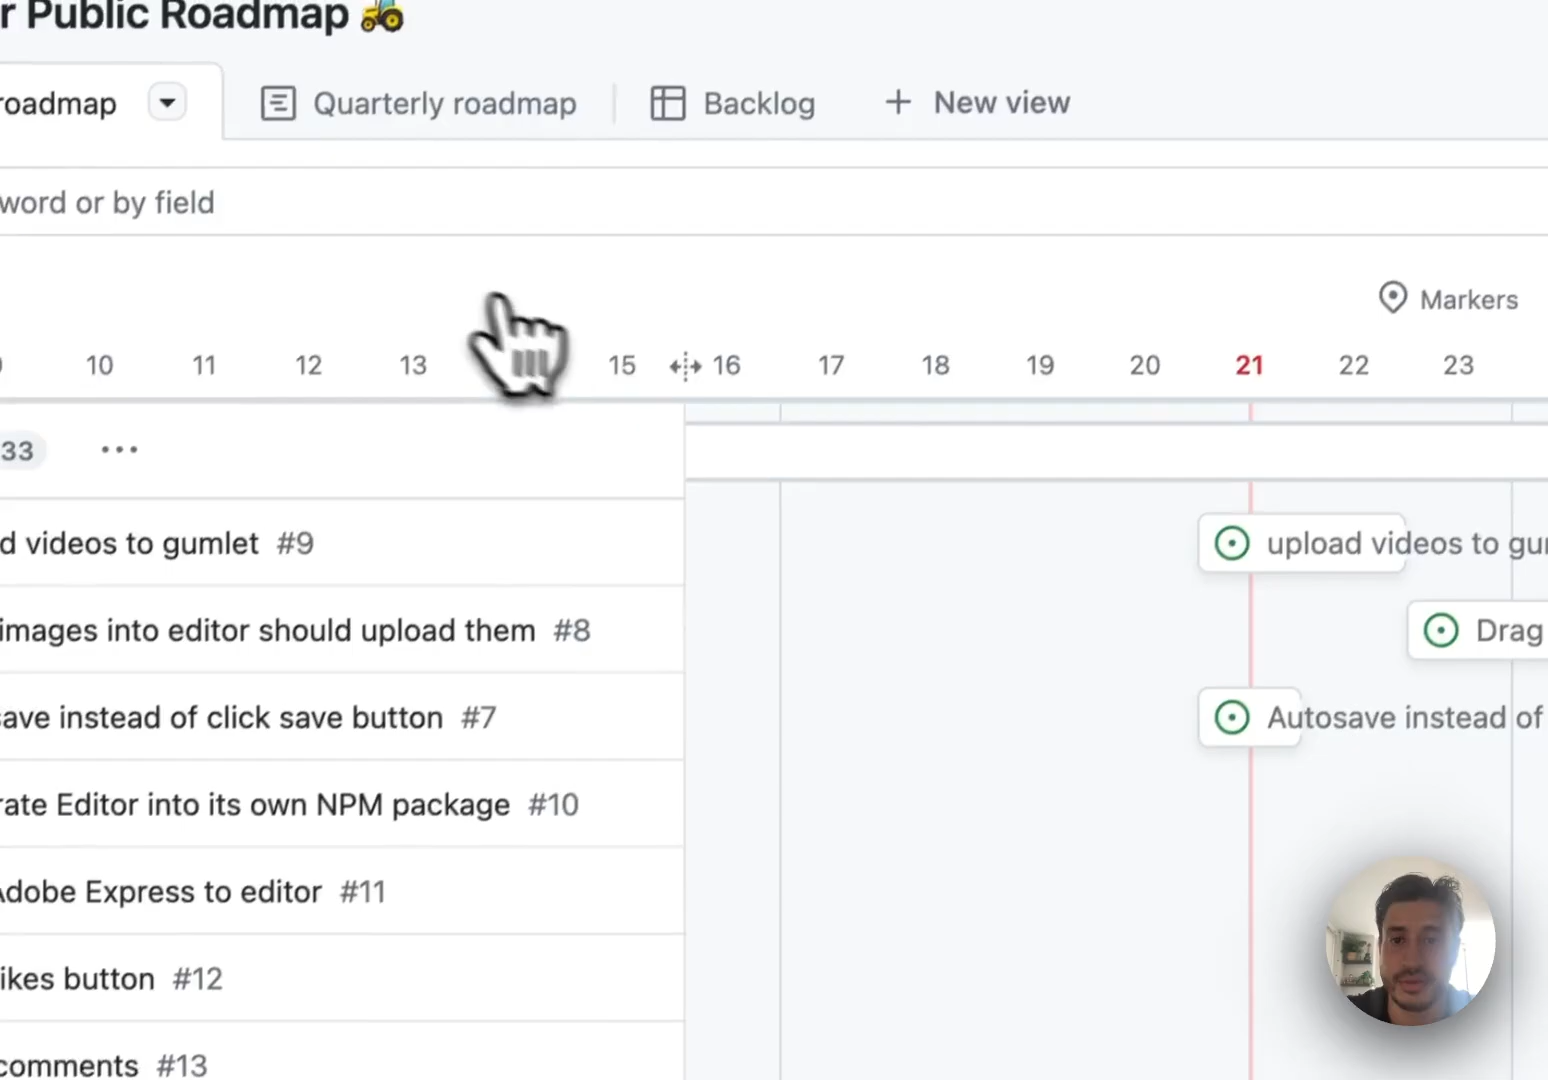 r Public Roadmap
roadmap
Quarterly roadmap
Backlog
New view
word or by field
Markers
10 11 12 13 15 16 17 18 19 20 21 22 23
33
d videos to gumlet #9
upload videos to gu
images into editor should upload them #8
Drag
ave instead of click save button #7
Autosave instead of
rate Editor into its own NPM package #10
Adobe Express to editor #11
ikes button #12
comments #13